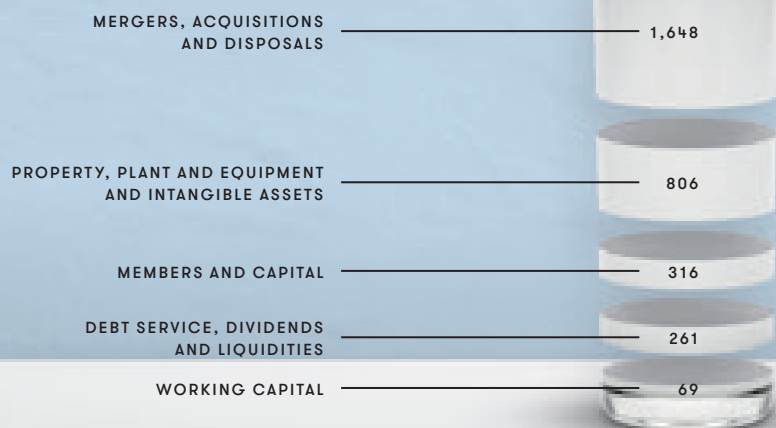 MERGERS, ACQUISITIONS
AND DISPOSALS
1,648
PROPERTY, PLANT AND EQUIPMENT
AND INTANGIBLE ASSETS
806
MEMBERS AND CAPITAL
316
DEBT SERVICE, DIVIDENDS
AND LIQUIDITIES
261
WORKING CAPITAL
69